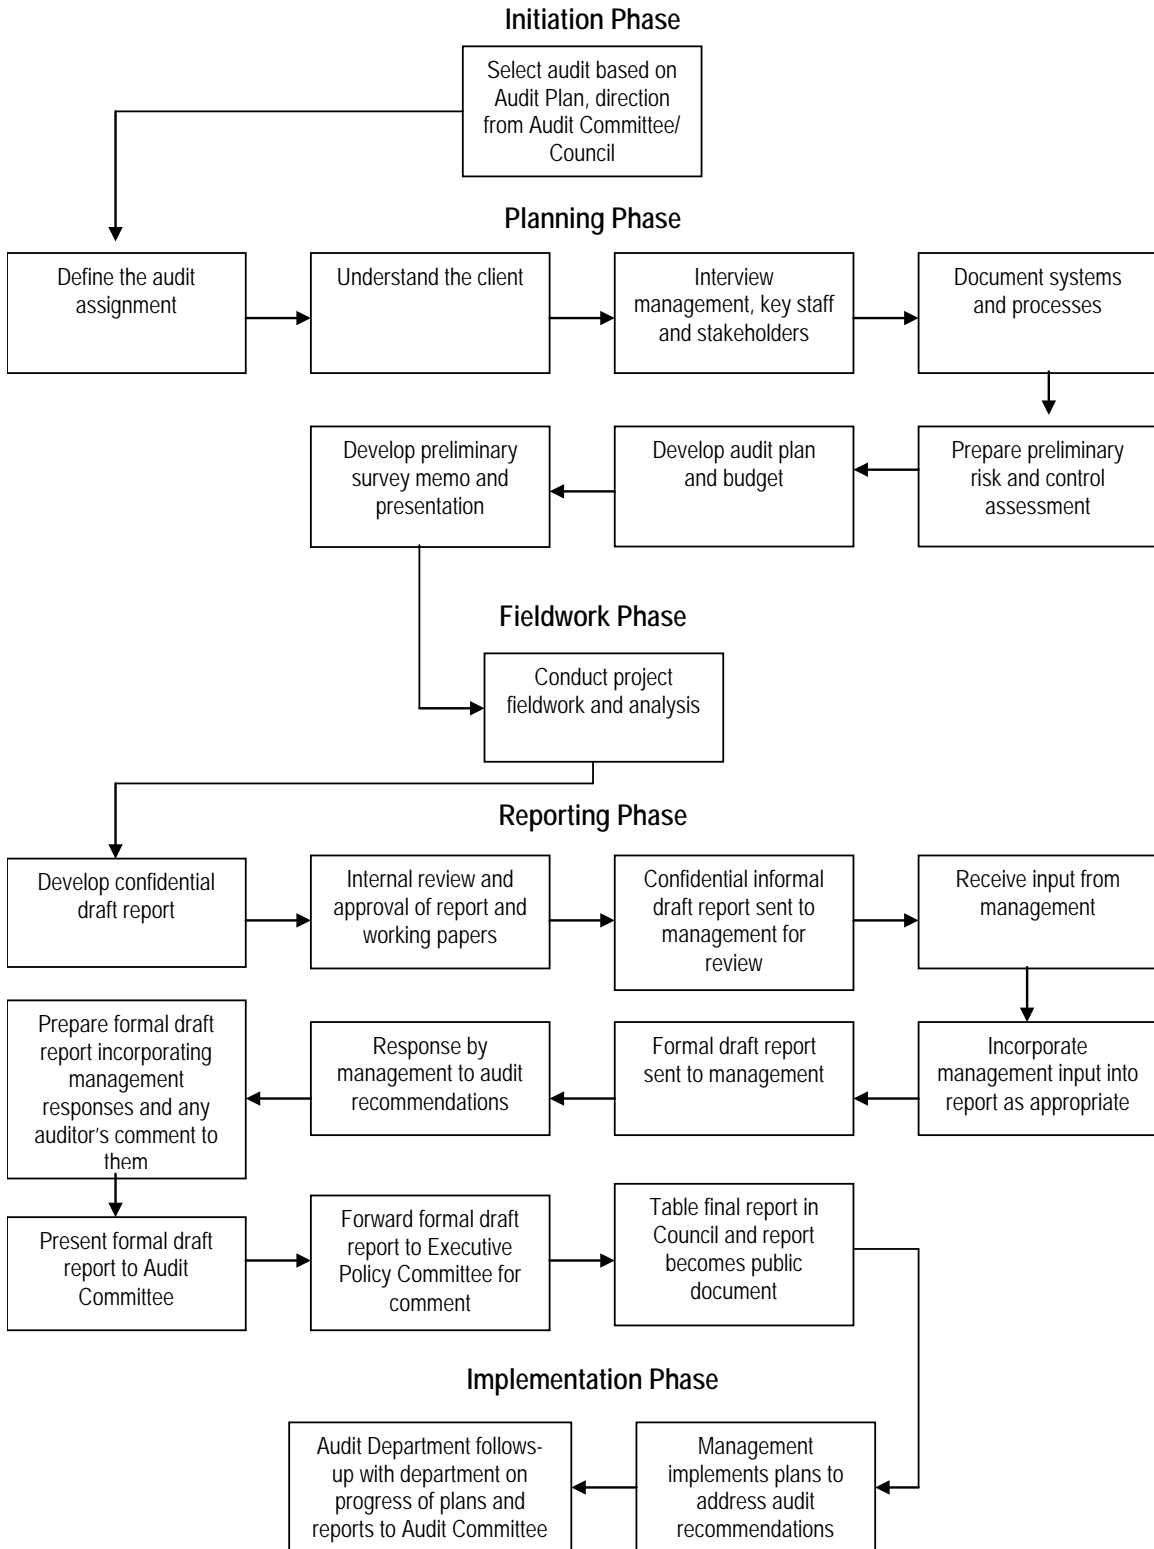 Initiation Phase
Select audit based on
Audit Plan, direction
from Audit Committee/
Council
Planning Phase
Define the audit
assignment
Understand the client
Interview
management, key staff
and stakeholders
Document systems
and processes
Prepare preliminary
risk and control
assessment
Develop audit plan
and budget
Develop preliminary
survey memo and
presentation
Fieldwork Phase
Conduct project
fieldwork and analysis
Reporting Phase
Develop confidential
draft report
Internal review and
approval of report and
working papers
Confidential informal
draft report sent to
management for
review
Receive input from
management
Incorporate
management input into
report as appropriate
Formal draft report
sent to management
Response by
management to audit
recommendations
Prepare formal draft
report incorporating
management
responses and any
auditor’s comment to
them
Present formal draft
report to Audit
Committee
Forward formal draft
report to Executive
Policy Committee for
comment
Table final report in
Council and report
becomes public
document
Implementation Phase
Management
implements plans to
address audit
recommendations
Audit Department follows-
up with department on
progress of plans and
reports to Audit Committee